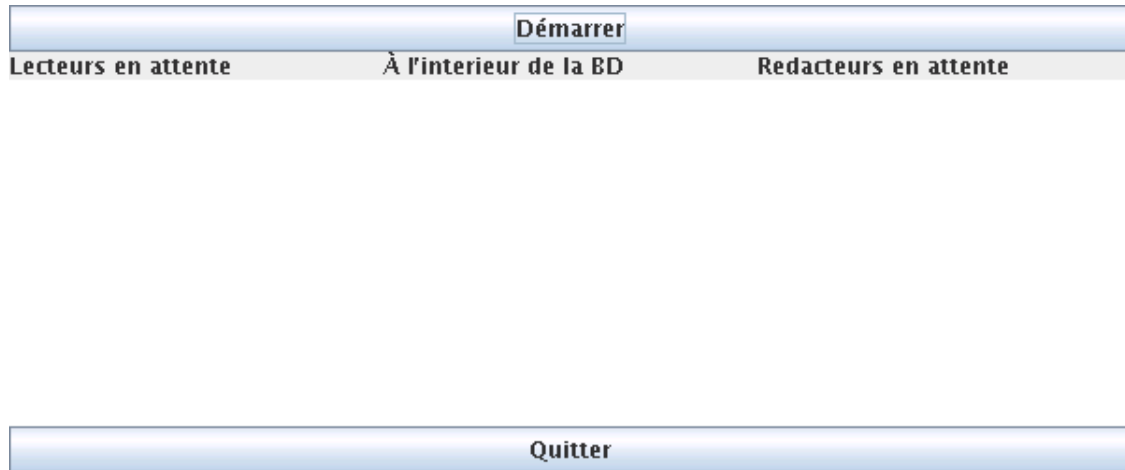 Démarrer
Lecteurs en attente À l'interieur de la BD Redacteurs en attente
Quitter